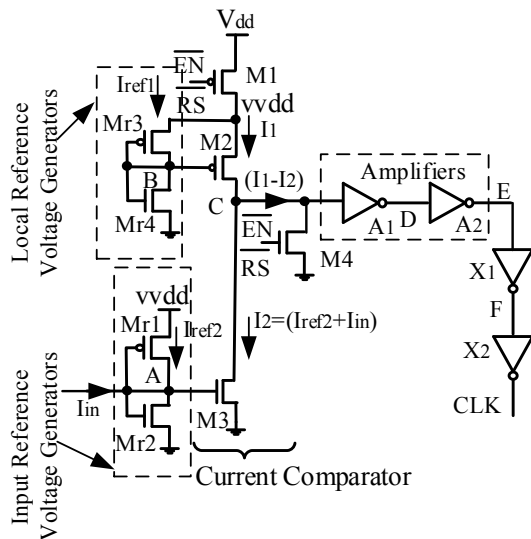 Vdd
EN
RS
M1
Iref1
vvdd
I1
Mr3
M2
B
Mr4
Local Reference
Voltage Generators
C
(I1-I2)
EN
RS
M4
Amplifiers
A1
D
A2
E
X1
F
X2
CLK
vvdd
Mr1
Iref2
I2=(Iref2+Iin)
A
Iin
M3
Mr2
Input Reference
Voltage Generators
Current Comparator